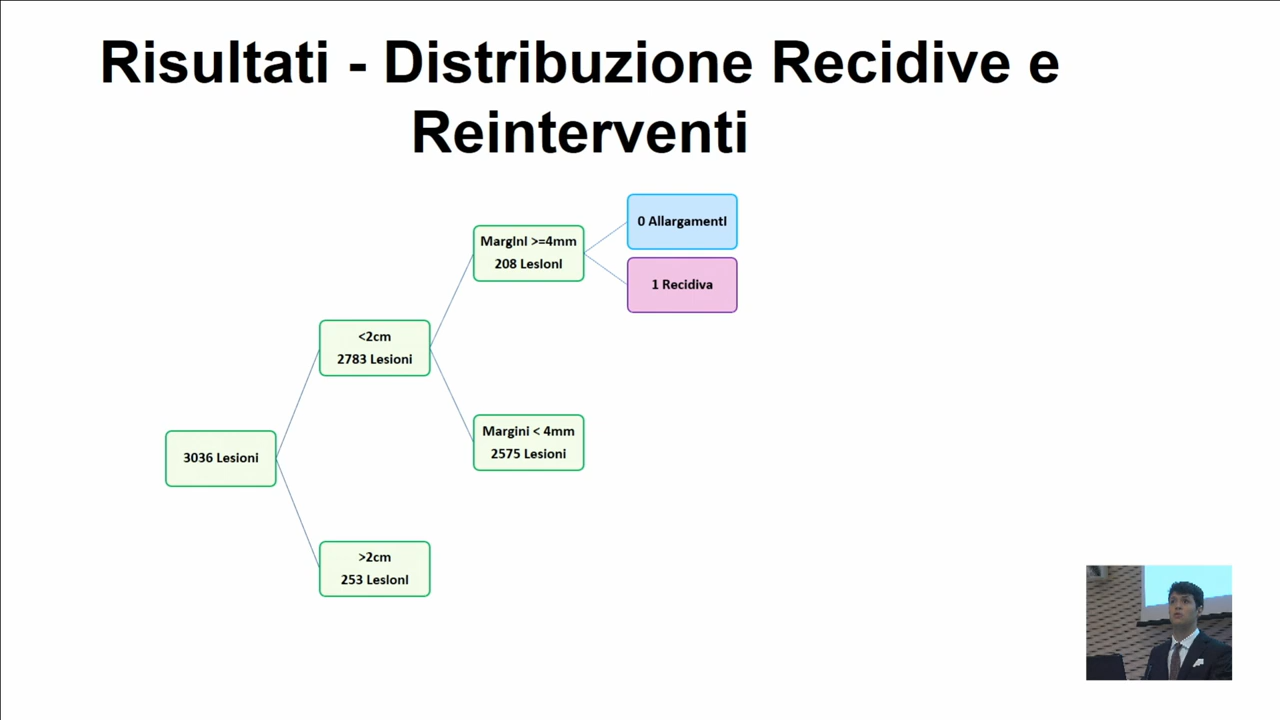 Risultati - Distribuzione Recidive e
Reinterventi
0 Allargamenti
Margini >=4mm
208 Lesioni
1 Recidiva
<2cm
2783 Lesioni
Margini < 4mm
2575 Lesioni
3036 Lesioni
>2cm
253 Lesioni